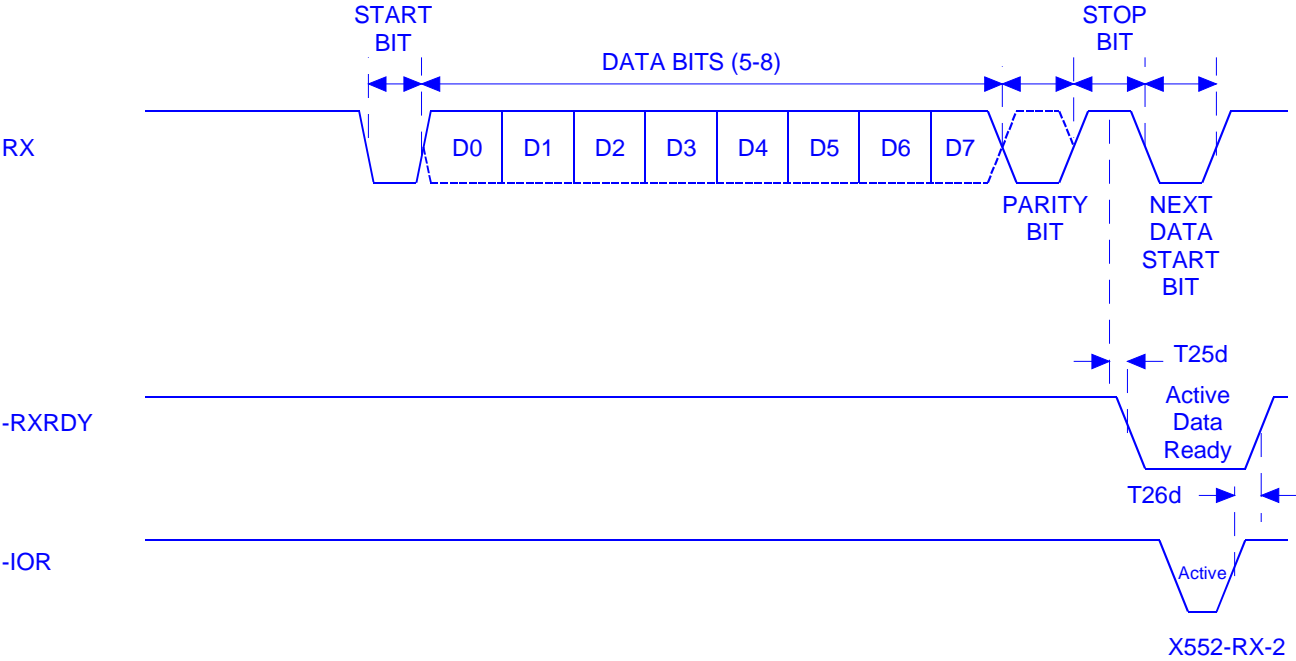 START
BIT
STOP
BIT
DATA BITS (5-8)
RX
D0 D1 D2 D3 D4 D5 D6 D7
PARITY
BIT
NEXT
DATA
START
BIT
T25d
-RXRDY
Active
Data
Ready
T26d
-IOR
Active
X552-RX-2